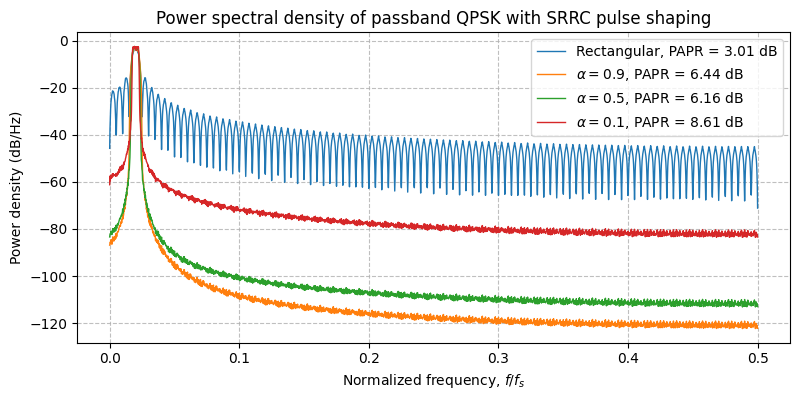 Power spectral density of passband QPSK with SRRC pulse shaping
Power density (dB/Hz)
0
−20
−40
−60
−80
−100
−120
Rectangular, PAPR = 3.01 dB
α = 0.9, PAPR = 6.44 dB
α = 0.5, PAPR = 6.16 dB
α = 0.1, PAPR = 8.61 dB
0.0 0.1 0.2 0.3 0.4 0.5
Normalized frequency, f/fₛ